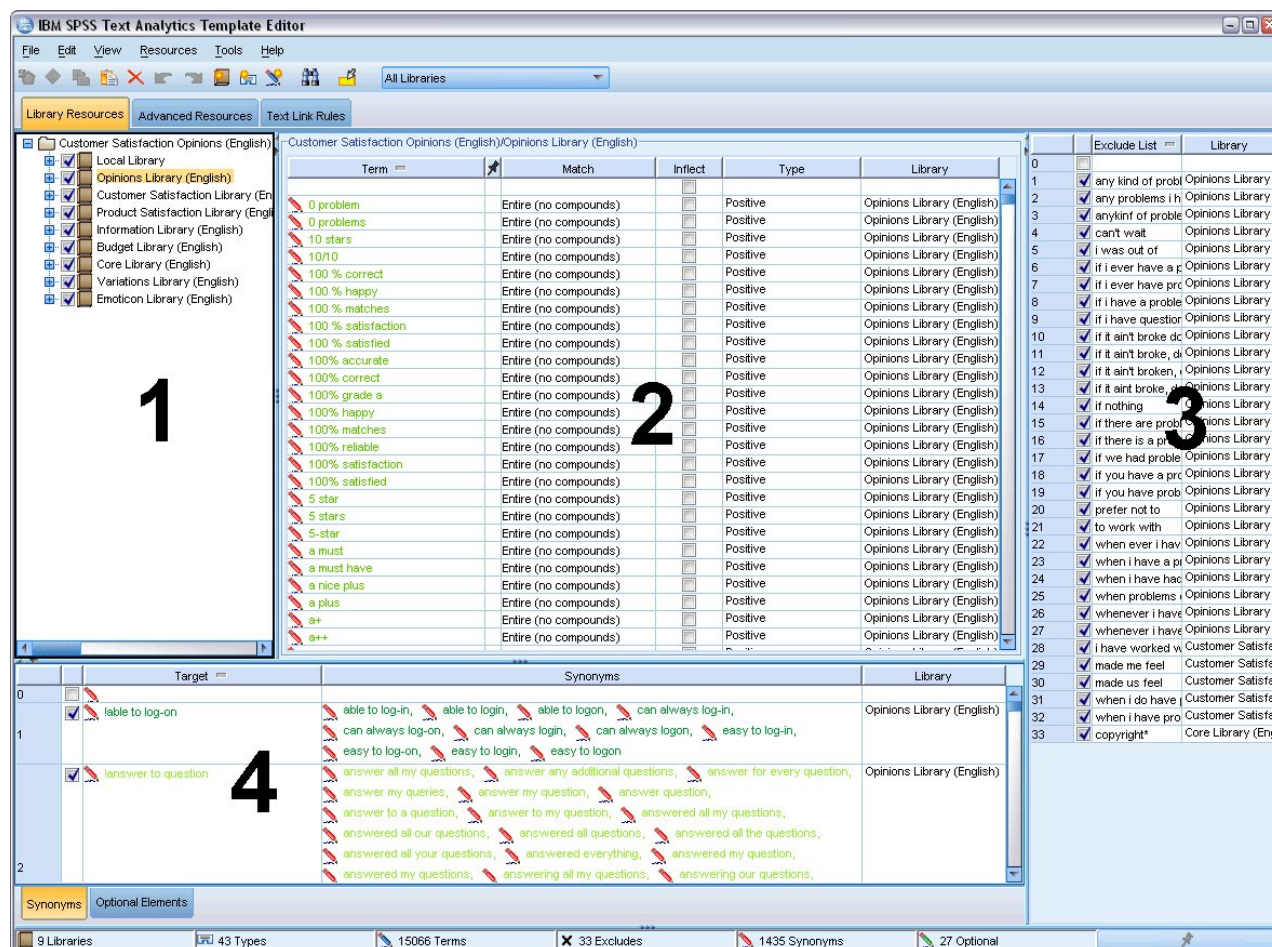 IBM SPSS Text Analytics Template Editor
File Edit View Resources Tools Help
All Libraries
Library Resources Advanced Resources Text Link Rules
Customer Satisfaction Opinions (English)
Local Library
Opinions Library (English)
Customer Satisfaction Library (En
Product Satisfaction Library (Engli
Information Library (English)
Budget Library (English)
Core Library (English)
Variations Library (English)
Emoticon Library (English)
1
Customer Satisfaction Opinions (English)/Opinions Library (English)
Term Match Inflect Type Library
0 problem Entire (no compounds) Positive Opinions Library (English)
0 problems Entire (no compounds) Positive Opinions Library (English)
10 stars Entire (no compounds) Positive Opinions Library (English)
10/10 Entire (no compounds) Positive Opinions Library (English)
100 % correct Entire (no compounds) Positive Opinions Library (English)
100 % happy Entire (no compounds) Positive Opinions Library (English)
100 % matches Entire (no compounds) Positive Opinions Library (English)
100 % satisfaction Entire (no compounds) Positive Opinions Library (English)
100 % satisfied Entire (no compounds) Positive Opinions Library (English)
100% accurate Entire (no compounds) Positive Opinions Library (English)
100% correct Entire (no compounds) Positive Opinions Library (English)
100% grade a Entire (no compounds) Positive Opinions Library (English)
100% happy Entire (no compounds) Positive Opinions Library (English)
100% matches Entire (no compounds) Positive Opinions Library (English)
100% reliable Entire (no compounds) Positive Opinions Library (English)
100% satisfaction Entire (no compounds) Positive Opinions Library (English)
100% satisfied Entire (no compounds) Positive Opinions Library (English)
5 star Entire (no compounds) Positive Opinions Library (English)
5 stars Entire (no compounds) Positive Opinions Library (English)
5-star Entire (no compounds) Positive Opinions Library (English)
a must Entire (no compounds) Positive Opinions Library (English)
a must have Entire (no compounds) Positive Opinions Library (English)
a nice plus Entire (no compounds) Positive Opinions Library (English)
a plus Entire (no compounds) Positive Opinions Library (English)
a+ Entire (no compounds) Positive Opinions Library (English)
a++ Entire (no compounds) Positive Opinions Library (English)
2
Exclude List Library
0
1 any kind of probl Opinions Library
2 any problems i h Opinions Library
3 anykinf of proble Opinions Library
4 can't wait Opinions Library
5 i was out of Opinions Library
6 if i ever have a p Opinions Library
7 if i ever have pro Opinions Library
8 if i have a proble Opinions Library
9 if i have question Opinions Library
10 if it ain't broke do Opinions Library
11 if it ain't broke, d Opinions Library
12 if it ain't broken, Opinions Library
13 if it aint broke, d Opinions Library
14 if nothing Opinions Library
15 if there are probl Opinions Library
16 if there is a pro Opinions Library
17 if we had proble Opinions Library
18 if you have a pro Opinions Library
19 if you have prob Opinions Library
20 prefer not to Opinions Library
21 to work with Opinions Library
22 when ever i hav Opinions Library
23 when i have a p Opinions Library
24 when i have had Opinions Library
25 when problems Opinions Library
26 whenever i have Opinions Library
27 whenever i have Opinions Library
28 i have worked w Customer Satisfa
29 made me feel Customer Satisfa
30 made us feel Customer Satisfa
31 when i do have Customer Satisfa
32 when i have pro Customer Satisfa
33 copyright* Core Library (Eng
3
Target Synonyms Library
0
1 !able to log-on able to log-in, able to login, able to logon, can always log-in, Opinions Library (English)
can always log-on, can always login, can always logon, easy to log-in,
easy to log-on, easy to login, easy to logon
2 !answer to question answer all my questions, answer any additional questions, answer for every question, Opinions Library (English)
answer my queries, answer my question, answer question,
answer to a question, answer to my question, answered all my questions,
answered all our questions, answered all questions, answered all the questions,
answered all your questions, answered everything, answered my question,
answered my questions, answering all my questions, answering our questions,
4
Synonyms Optional Elements
9 Libraries 43 Types 15066 Terms 33 Excludes 1435 Synonyms 27 Optional